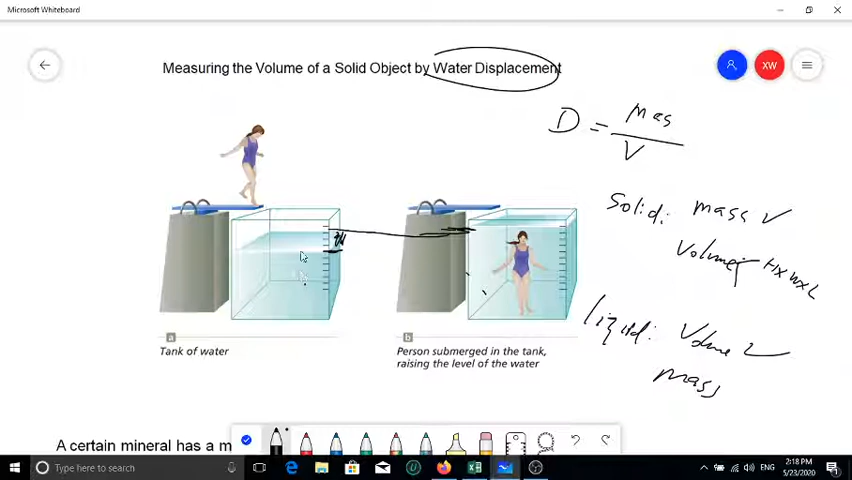 Microsoft Whiteboard
Measuring the Volume of a Solid Object by Water Displacement
XW
D = mas
V
Solid: mass
Volume H×W×L
liquid: Volume
mass
a
Tank of water
b
Person submerged in the tank,
raising the level of the water
A certain mineral has a m
Type here to search
ENG
2:18 PM
5/23/2020
1